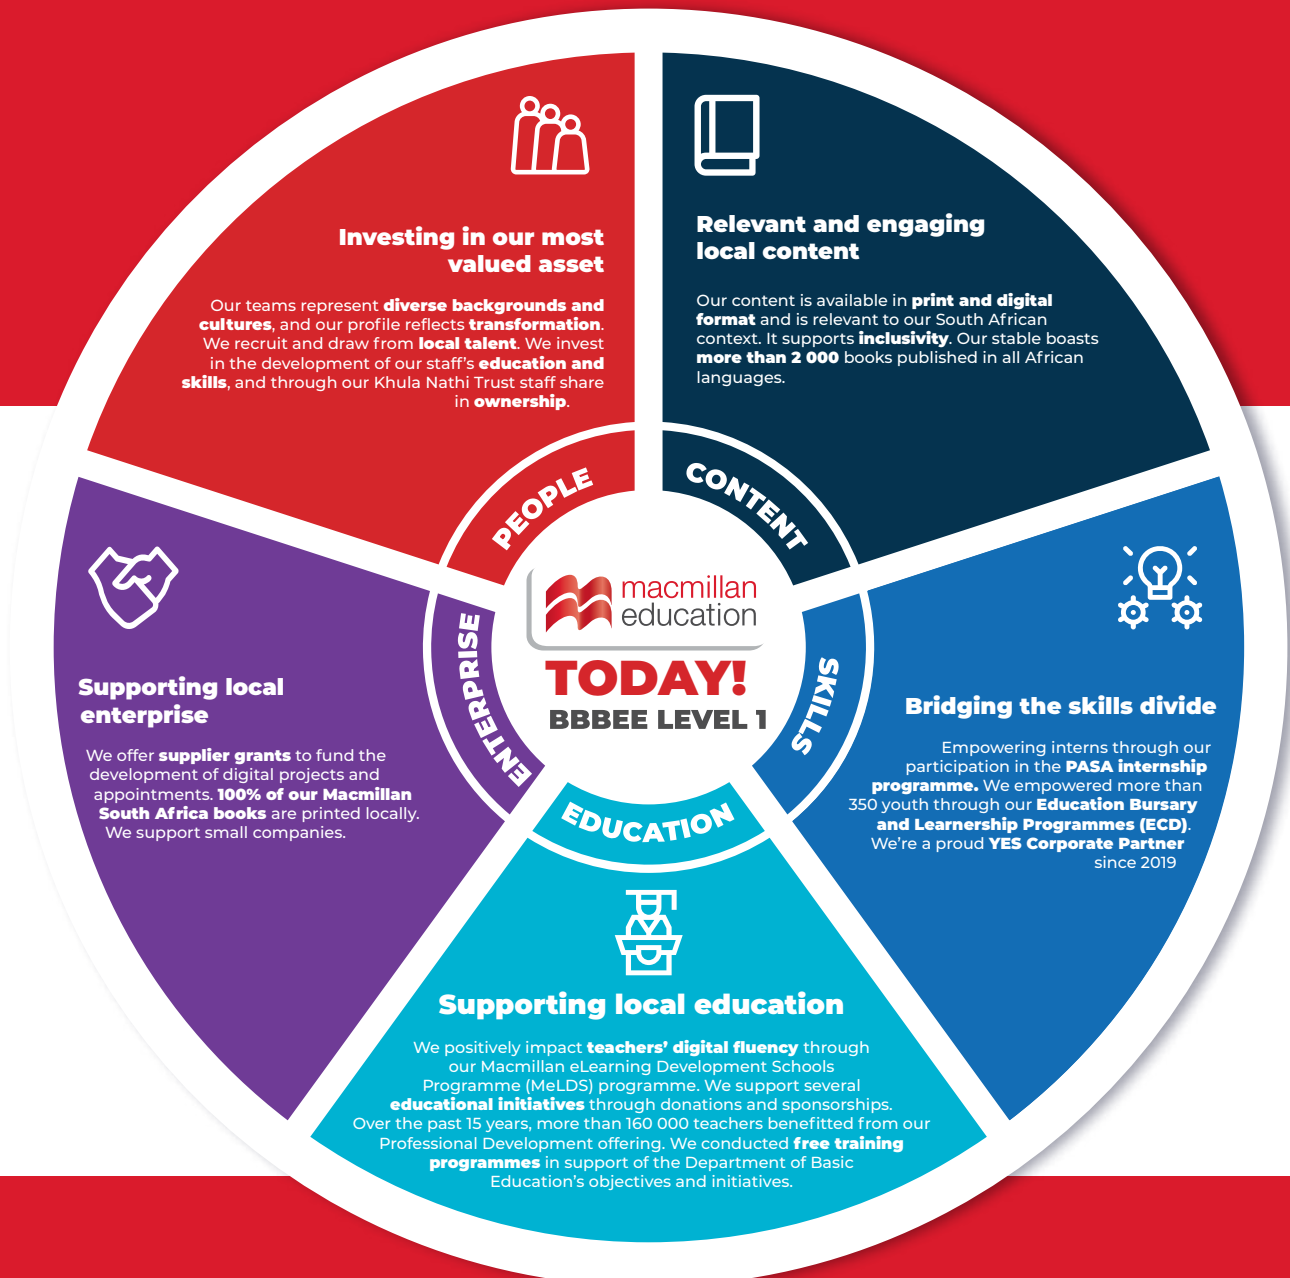 Investing in our most
valued asset
Our teams represent diverse backgrounds and
cultures, and our profile reflects transformation.
We recruit and draw from local talent. We invest
in the development of our staff's education and
skills, and through our Khula Nathi Trust staff share
in ownership.
PEOPLE
Relevant and engaging
local content
Our content is available in print and digital
format and is relevant to our South African
context. It supports inclusivity. Our stable boasts
more than 2 000 books published in all African
languages.
CONTENT
Bridging the skills divide
Empowering interns through our
participation in the PASA internship
programme. We empowered more than
350 youth through our Education Bursary
and Learnership Programmes (ECD).
We're a proud YES Corporate Partner
since 2019
SKILLS
Supporting local education
We positively impact teachers' digital fluency through
our Macmillan eLearning Development Schools
Programme (MeLDS) programme. We support several
educational initiatives through donations and sponsorships.
Over the past 15 years, more than 160 000 teachers benefitted from our
Professional Development offering. We conducted free training
programmes in support of the Department of Basic
Education's objectives and initiatives.
EDUCATION
Supporting local
enterprise
We offer supplier grants to fund the
development of digital projects and
appointments. 100% of our Macmillan
South Africa books are printed locally.
We support small companies.
ENTERPRISE
macmillan
education
TODAY!
BBBEE LEVEL 1